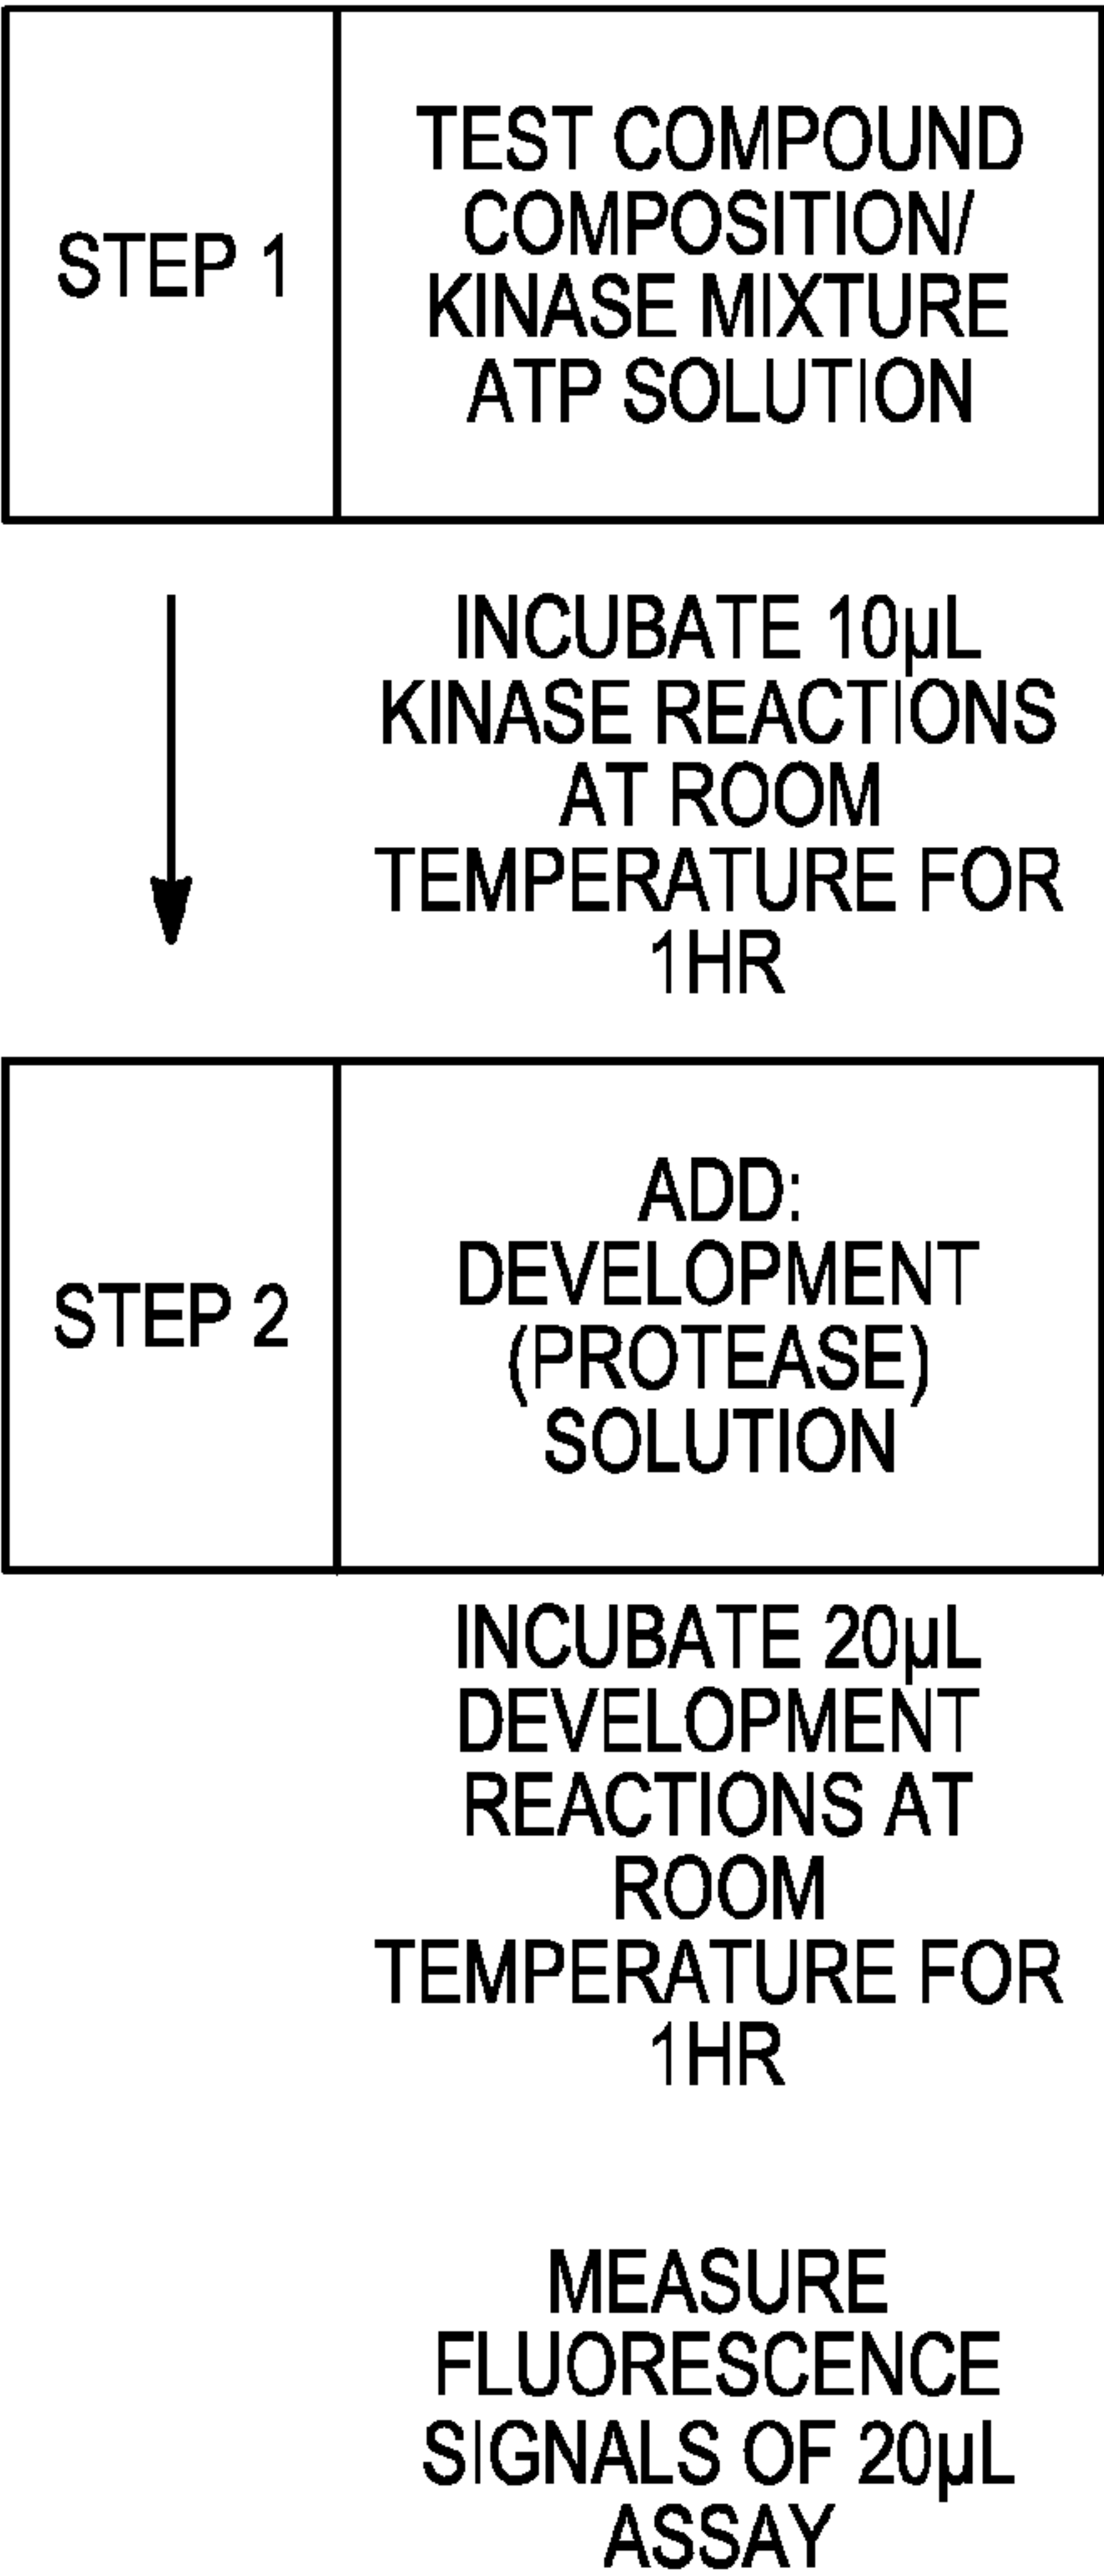 STEP 1
TEST COMPOUND
COMPOSITION/
KINASE MIXTURE
ATP SOLUTION
INCUBATE 10µL
KINASE REACTIONS
AT ROOM
TEMPERATURE FOR
1HR
STEP 2
ADD:
DEVELOPMENT
(PROTEASE)
SOLUTION
INCUBATE 20µL
DEVELOPMENT
REACTIONS AT
ROOM
TEMPERATURE FOR
1HR
MEASURE
FLUORESCENCE
SIGNALS OF 20µL
ASSAY